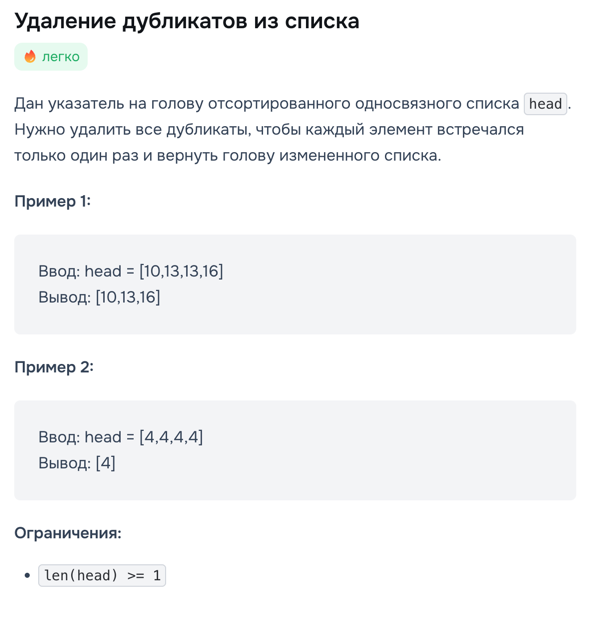 Удаление дубликатов из списка
🔥 легко
Дан указатель на голову отсортированного односвязного списка head.
Нужно удалить все дубликаты, чтобы каждый элемент встречался
только один раз и вернуть голову измененного списка.
Пример 1:
Ввод: head = [10,13,13,16]
Вывод: [10,13,16]
Пример 2:
Ввод: head = [4,4,4,4]
Вывод: [4]
Ограничения:
• len(head) >= 1